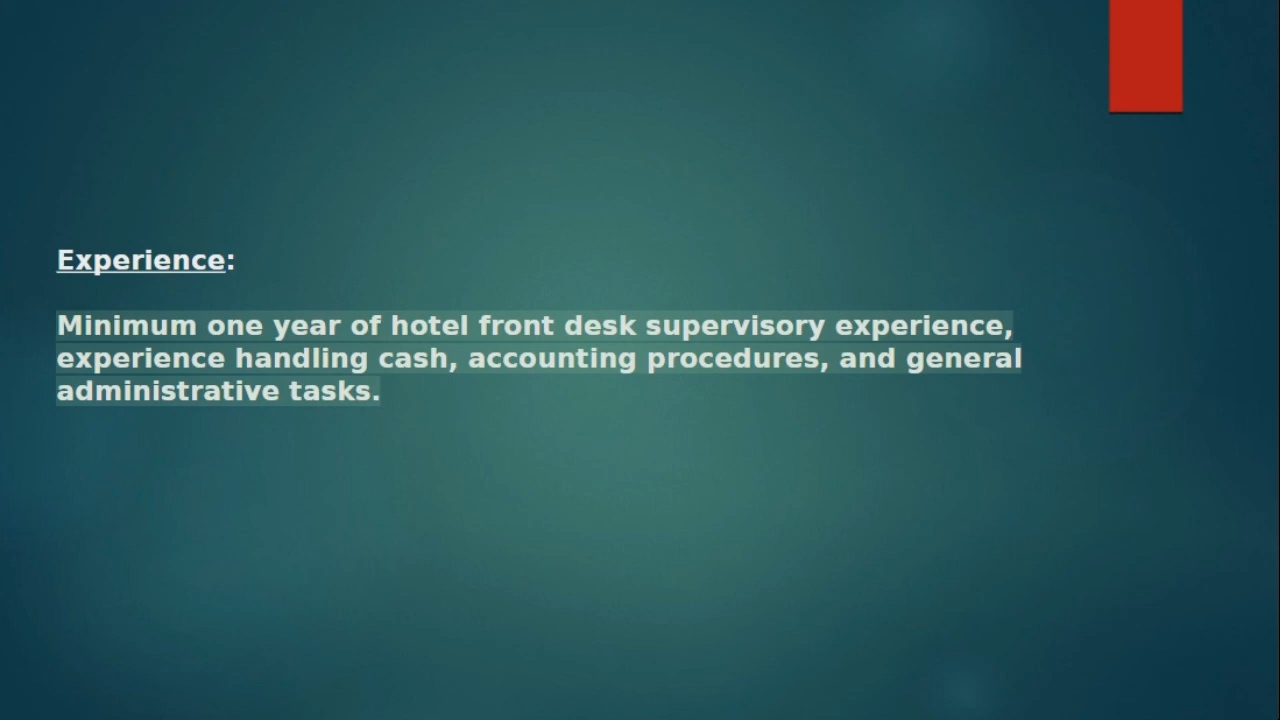 Experience:
Minimum one year of hotel front desk supervisory experience,
experience handling cash, accounting procedures, and general
administrative tasks.